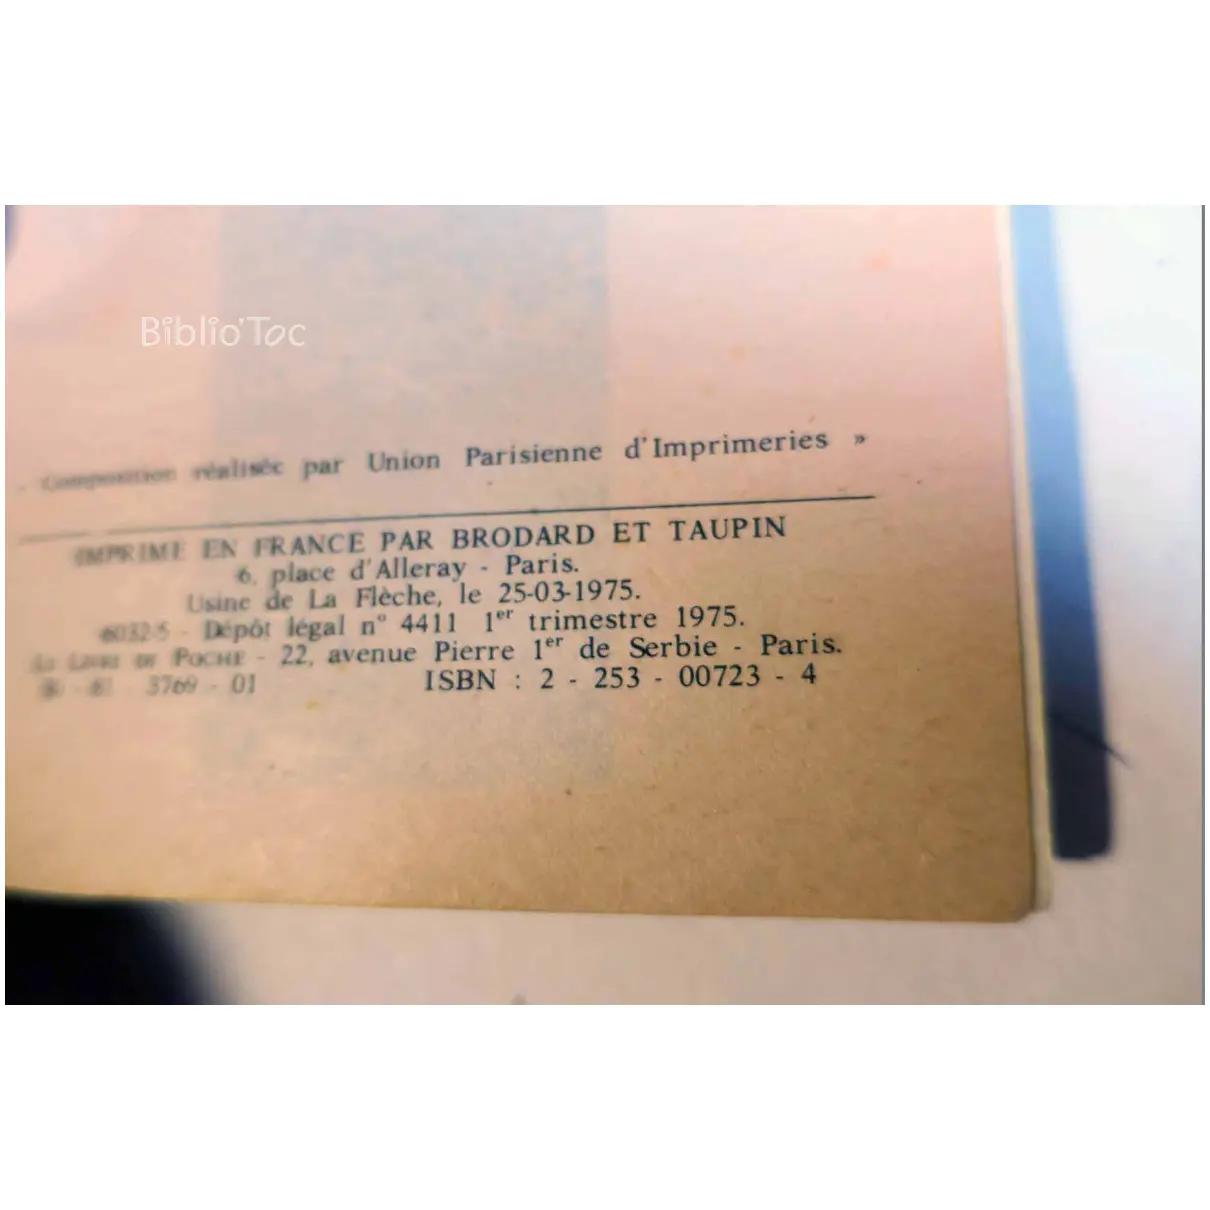 Biblio'Toc
Composition réalisée par Union Parisienne d'Imprimeries »
IMPRIMÉ EN FRANCE PAR BRODARD ET TAUPIN
6, place d'Alleray - Paris.
Usine de La Flèche, le 25-03-1975.
6032-5 - Dépôt légal n° 4411 1er trimestre 1975.
LE LIVRE DE POCHE - 22, avenue Pierre 1er de Serbie - Paris.
3769 - 01 ISBN : 2 - 253 - 00723 - 4